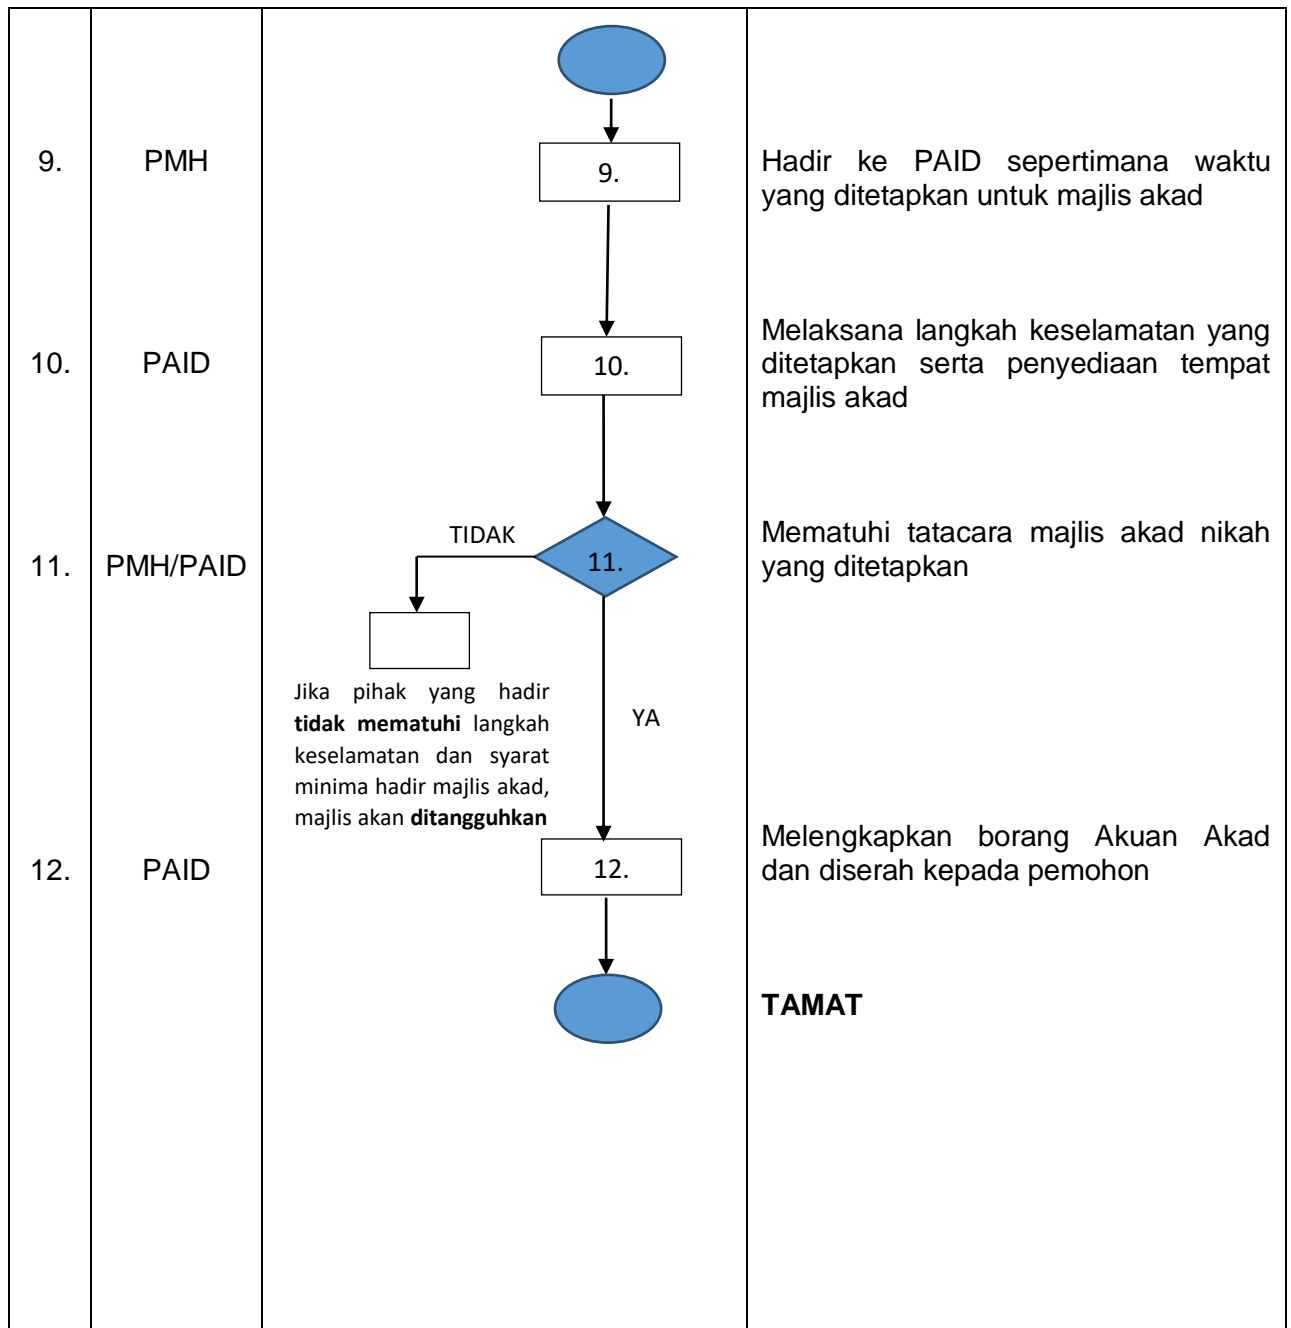 9.
PMH
9.
Hadir ke PAID sepertimana waktu
yang ditetapkan untuk majlis akad
10.
PAID
10.
Melaksana langkah keselamatan yang
ditetapkan serta penyediaan tempat
majlis akad
11.
PMH/PAID
TIDAK
11.
Mematuhi tatacara majlis akad nikah
yang ditetapkan
Jika pihak yang hadir
tidak mematuhi langkah
keselamatan dan syarat
minima hadir majlis akad,
majlis akan ditangguhkan
YA
12.
PAID
12.
Melengkapkan borang Akuan Akad
dan diserah kepada pemohon
TAMAT